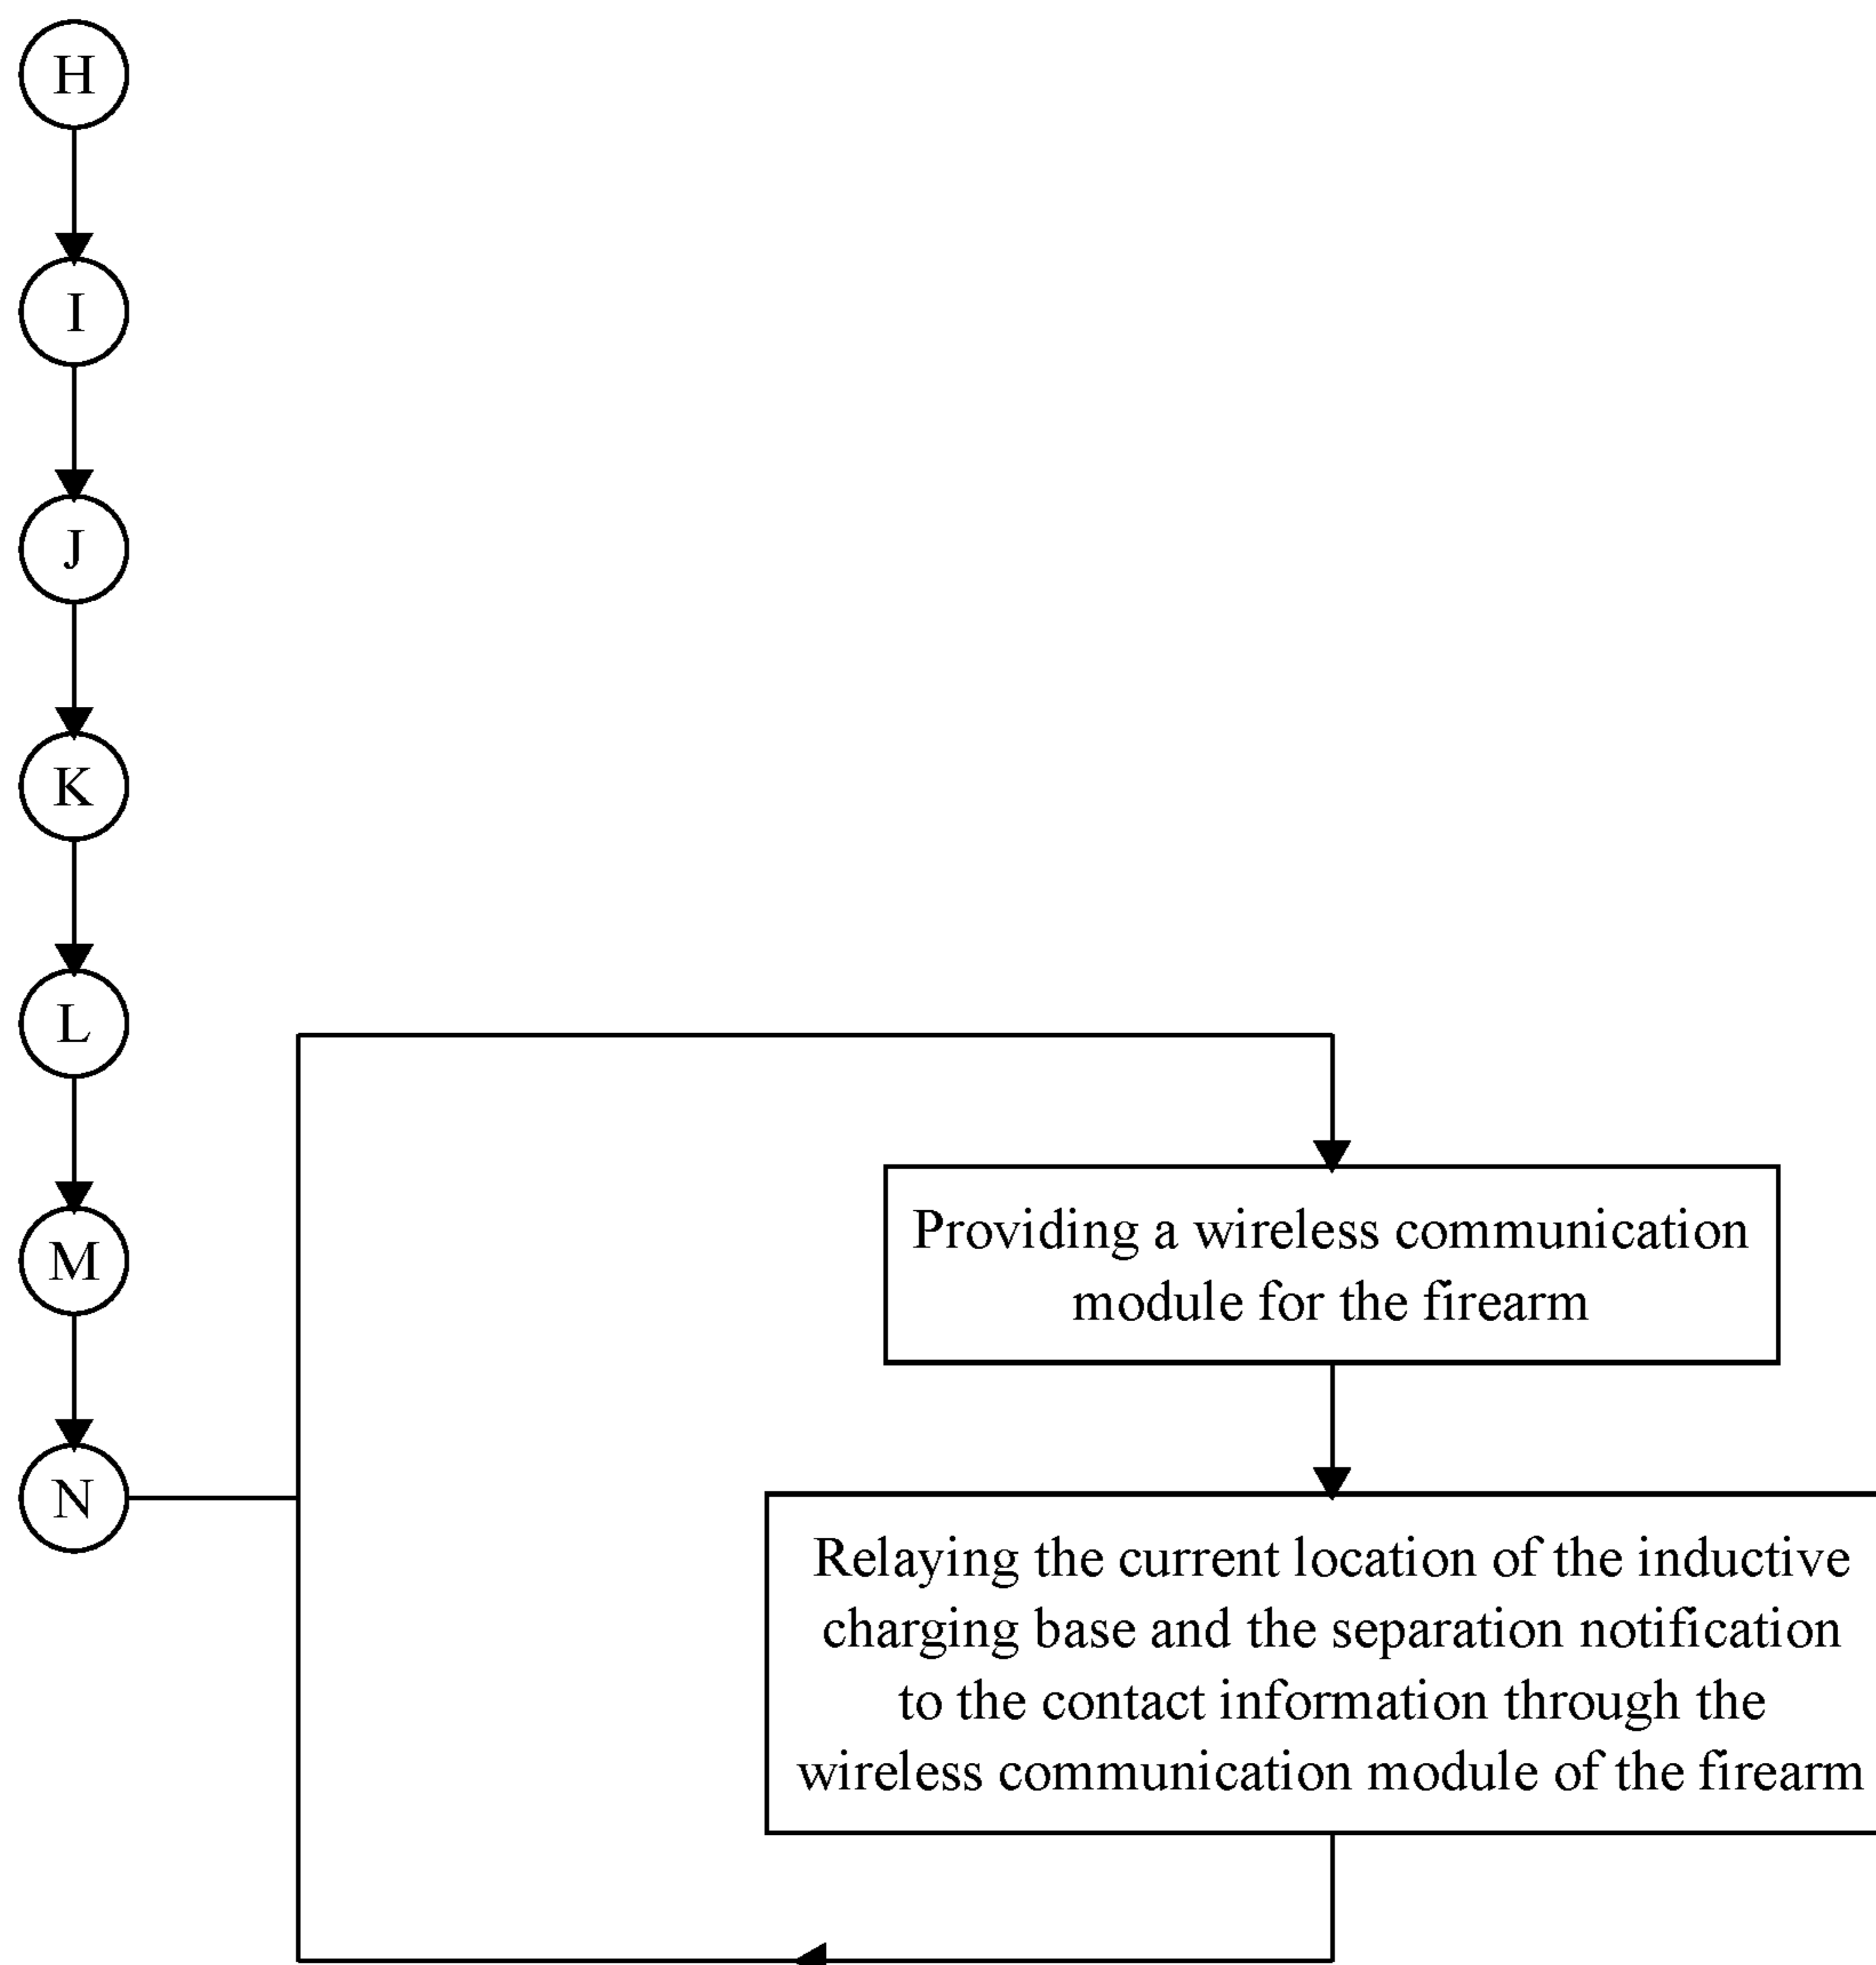 H
I
J
K
L
M
N
Providing a wireless communication
module for the firearm
Relaying the current location of the inductive
charging base and the separation notification
to the contact information through the
wireless communication module of the firearm